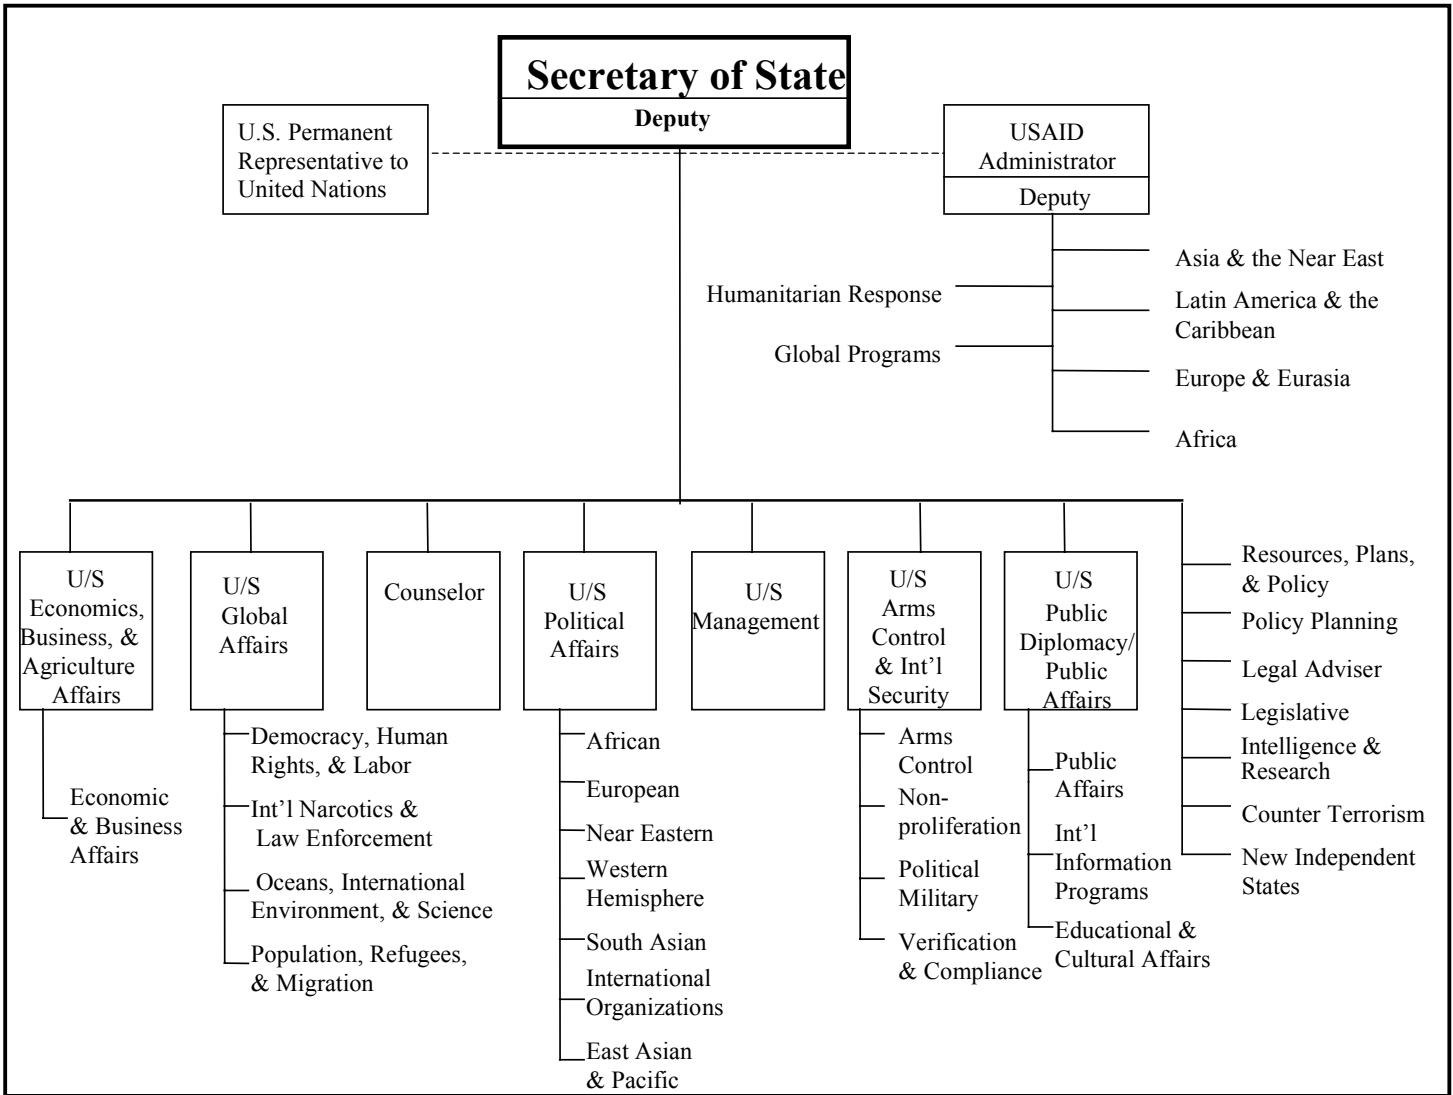 Secretary of State
Deputy
U.S. Permanent
Representative to
United Nations
USAID
Administrator
Deputy
Asia & the Near East
Latin America & the
Caribbean
Europe & Eurasia
Africa
Humanitarian Response
Global Programs
U/S
Economics,
Business, &
Agriculture
Affairs
Economic
& Business
Affairs
U/S
Global
Affairs
Democracy, Human
Rights, & Labor
Int’l Narcotics &
Law Enforcement
Oceans, International
Environment, & Science
Population, Refugees,
& Migration
Counselor
U/S
Political
Affairs
African
European
Near Eastern
Western
Hemisphere
South Asian
International
Organizations
East Asian
& Pacific
U/S
Management
U/S
Arms
Control
& Int’l
Security
Arms
Control
Non-
proliferation
Political
Military
Verification
& Compliance
U/S
Public
Diplomacy/
Public
Affairs
Public
Affairs
Int’l
Information
Programs
Educational &
Cultural Affairs
Resources, Plans,
& Policy
Policy Planning
Legal Adviser
Legislative
Intelligence &
Research
Counter Terrorism
New Independent
States